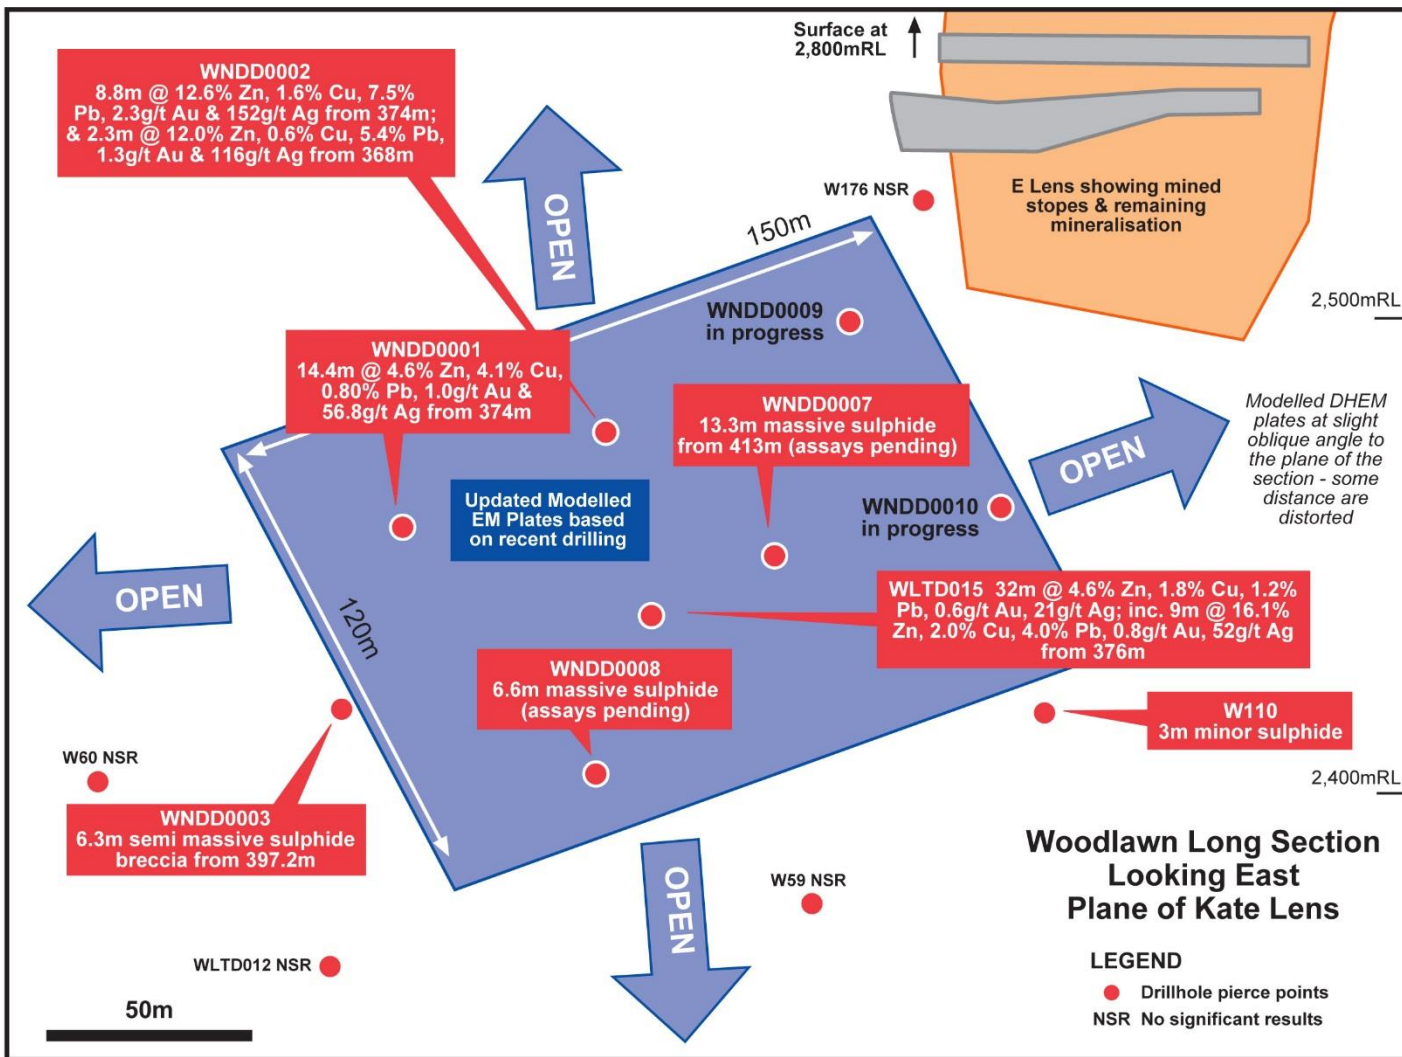 Surface at
2,800mRL
WNDD0002
8.8m @ 12.6% Zn, 1.6% Cu, 7.5%
Pb, 2.3g/t Au & 152g/t Ag from 374m;
& 2.3m @ 12.0% Zn, 0.6% Cu, 5.4% Pb,
1.3g/t Au & 116g/t Ag from 368m
OPEN
W176 NSR
E Lens showing mined
stopes & remaining
mineralisation
150m
2,500mRL
WNDD0009
in progress
WNDD0001
14.4m @ 4.6% Zn, 4.1% Cu,
0.80% Pb, 1.0g/t Au &
56.8g/t Ag from 374m
WNDD0007
13.3m massive sulphide
from 413m (assays pending)
OPEN
Modelled DHEM
plates at slight
oblique angle to
the plane of the
section - some
distance are
distorted
Updated Modelled
EM Plates based
on recent drilling
WNDD0010
in progress
OPEN
120m
WLTD015 32m @ 4.6% Zn, 1.8% Cu, 1.2%
Pb, 0.6g/t Au, 21g/t Ag; inc. 9m @ 16.1%
Zn, 2.0% Cu, 4.0% Pb, 0.8g/t Au, 52g/t Ag
from 376m
WNDD0008
6.6m massive sulphide
(assays pending)
W110
3m minor sulphide
W60 NSR
2,400mRL
WNDD0003
6.3m semi massive sulphide
breccia from 397.2m
OPEN
W59 NSR
WLTD012 NSR
50m
Woodlawn Long Section
Looking East
Plane of Kate Lens
LEGEND
Drillhole pierce points
NSR No significant results